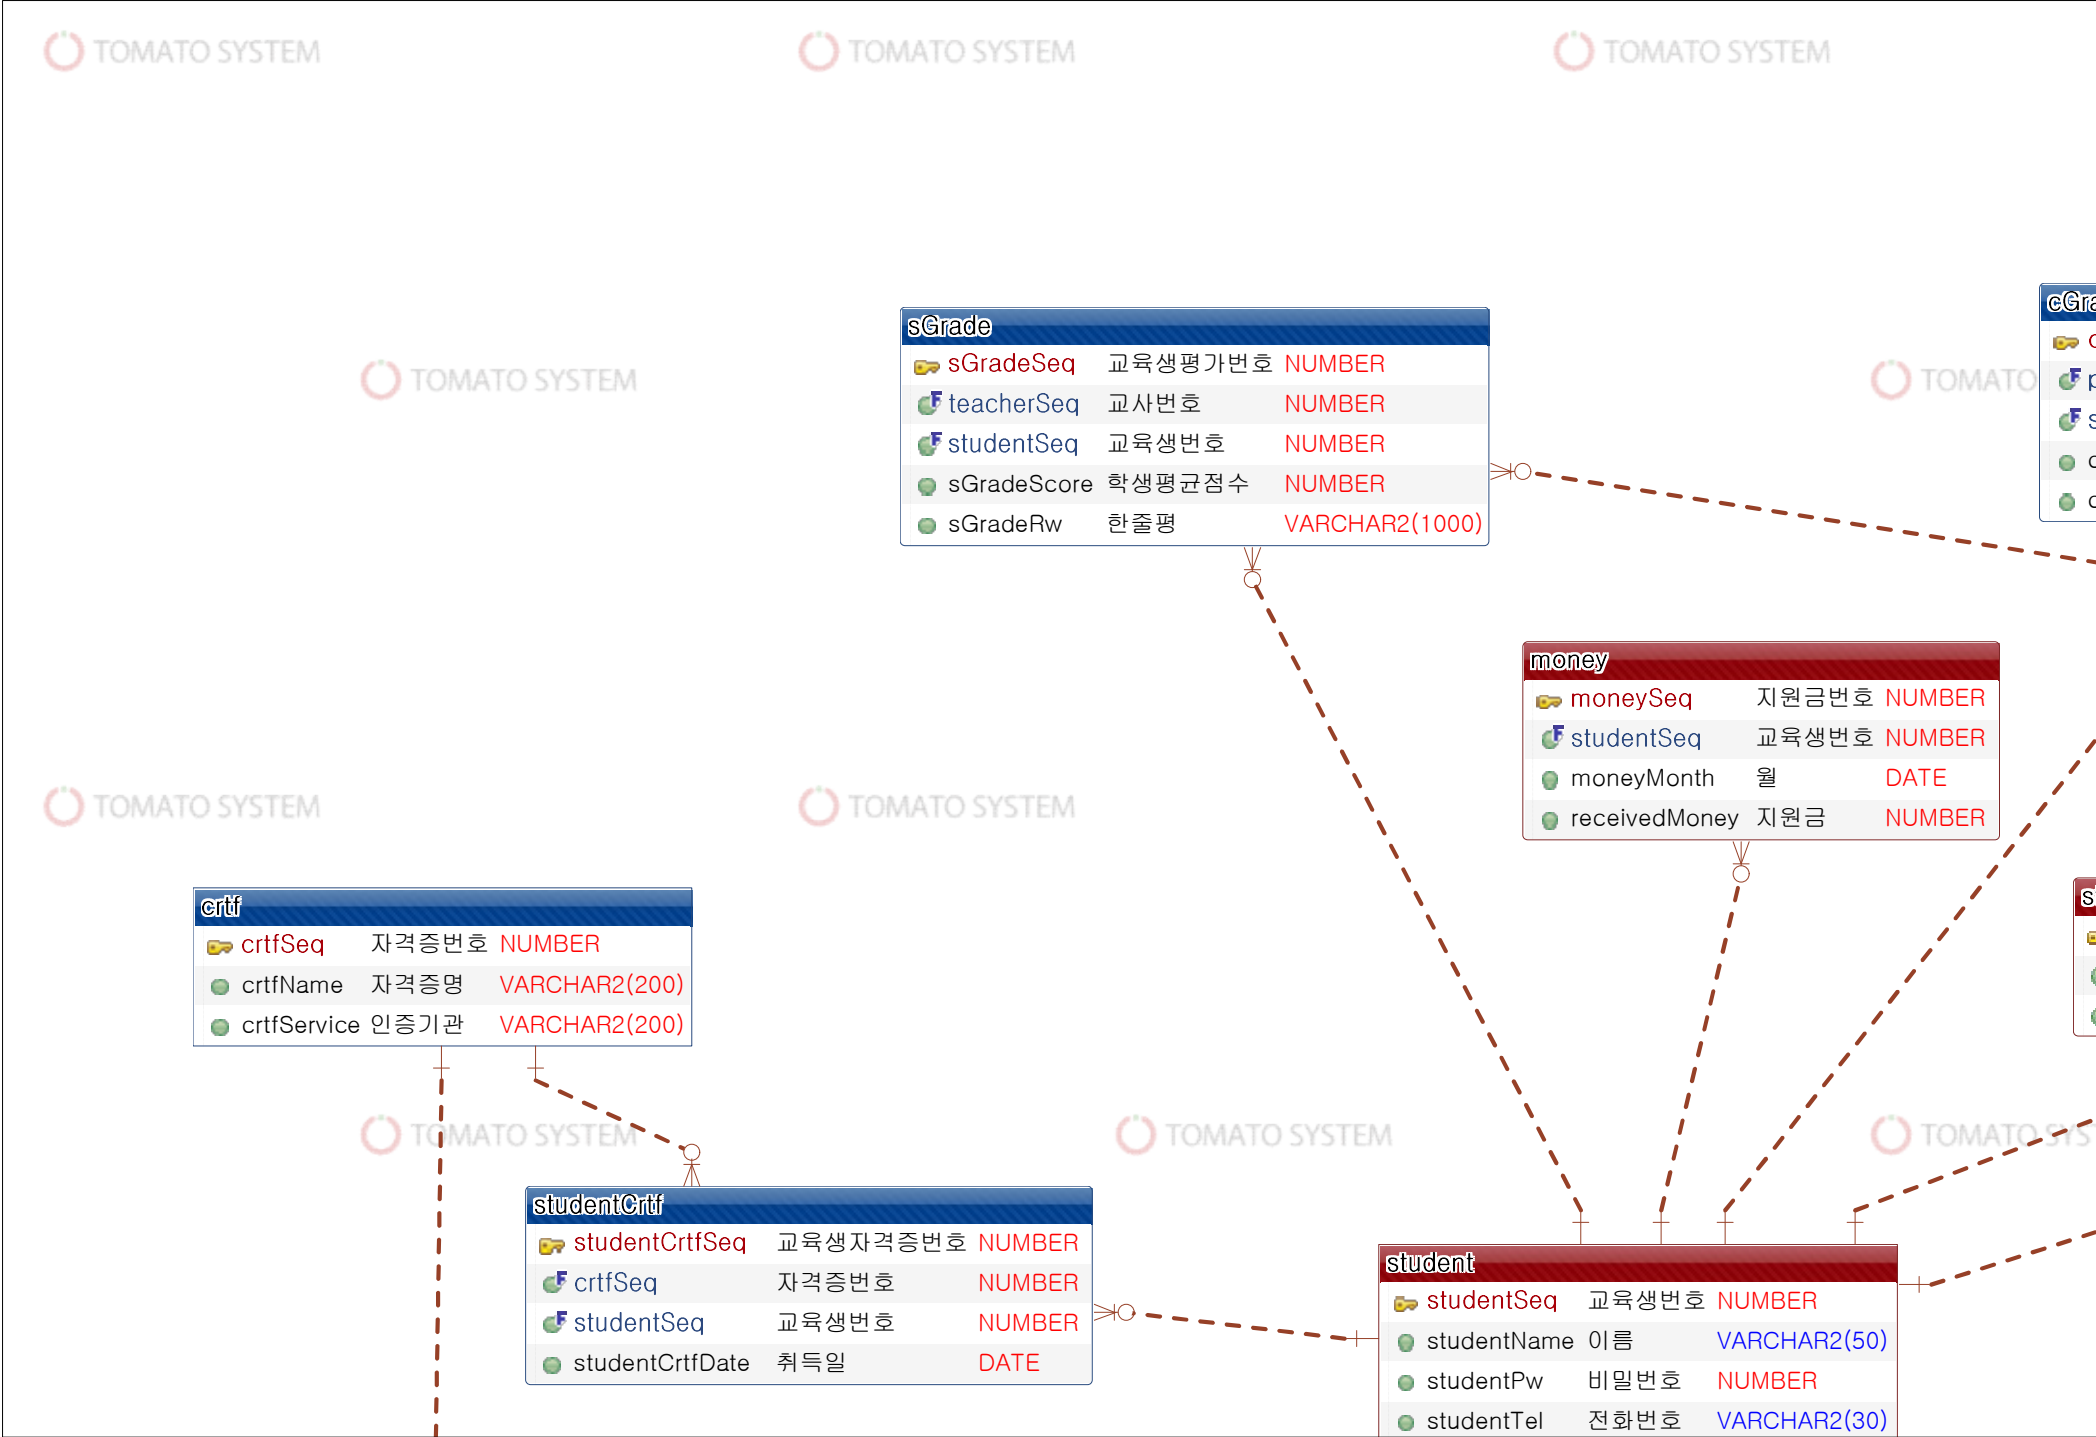 TOMATO SYSTEM
TOMATO SYSTEM
TOMATO SYSTEM
sGrade
sGradeSeq 교육생평가번호 NUMBER
teacherSeq 교사번호 NUMBER
studentSeq 교육생번호 NUMBER
sGradeScore 학생평균점수 NUMBER
sGradeRw 한줄평 VARCHAR2(1000)
TOMATO SYSTEM
TOMATO
money
moneySeq 지원금번호 NUMBER
studentSeq 교육생번호 NUMBER
moneyMonth 월 DATE
receivedMoney 지원금 NUMBER
TOMATO SYSTEM
TOMATO SYSTEM
crtf
crtfSeq 자격증번호 NUMBER
crtfName 자격증명 VARCHAR2(200)
crtfService 인증기관 VARCHAR2(200)
TOMATO SYSTEM
TOMATO SYSTEM
TOMATO SYS
studentCrtf
studentCrtfSeq 교육생자격증번호 NUMBER
crtfSeq 자격증번호 NUMBER
studentSeq 교육생번호 NUMBER
studentCrtfDate 취득일 DATE
student
studentSeq 교육생번호 NUMBER
studentName 이름 VARCHAR2(50)
studentPw 비밀번호 NUMBER
studentTel 전화번호 VARCHAR2(30)